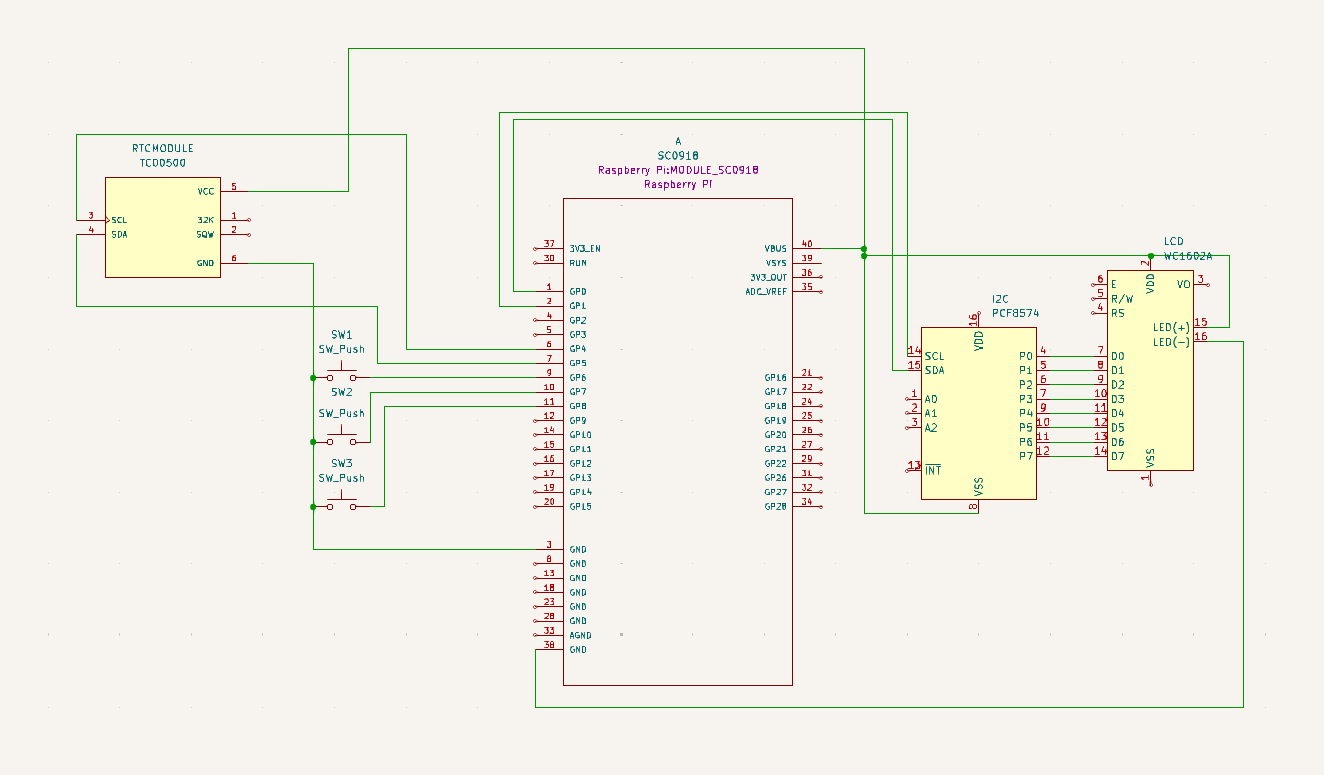 RTCMODULE
TC00500
VCC 5
3 SCL
32K 1
4 SDA
SQW 2
GND 6
SW1
SW_Push
SW2
SW_Push
SW3
SW_Push
A
SC0918
Raspberry Pi:MODULE_SC0918
Raspberry Pi
37 3V3_EN
30 RUN
1 GP0
2 GP1
4 GP2
5 GP3
6 GP4
7 GP5
9 GP6
10 GP7
11 GP8
12 GP9
14 GP10
15 GP11
16 GP12
17 GP13
19 GP14
20 GP15
3 GND
8 GND
13 GND
18 GND
23 GND
28 GND
33 AGND
38 GND
VBUS 40
VSYS 39
3V3_OUT 36
ADC_VREF 35
GP16 21
GP17 22
GP18 24
GP19 25
GP20 26
GP21 27
GP22 29
GP26 31
GP27 32
GP28 34
I2C
PCF8574
VDD 16
14 SCL
15 SDA
1 A0
2 A1
3 A2
13 INT
VSS 8
P0 4
P1 5
P2 6
P3 7
P4 9
P5 10
P6 11
P7 12
LCD
WC1602A
VDD 2
6 E
5 R/W
4 RS
VO 3
LED(+) 15
LED(-) 16
7 D0
8 D1
9 D2
10 D3
11 D4
12 D5
13 D6
14 D7
VSS 1